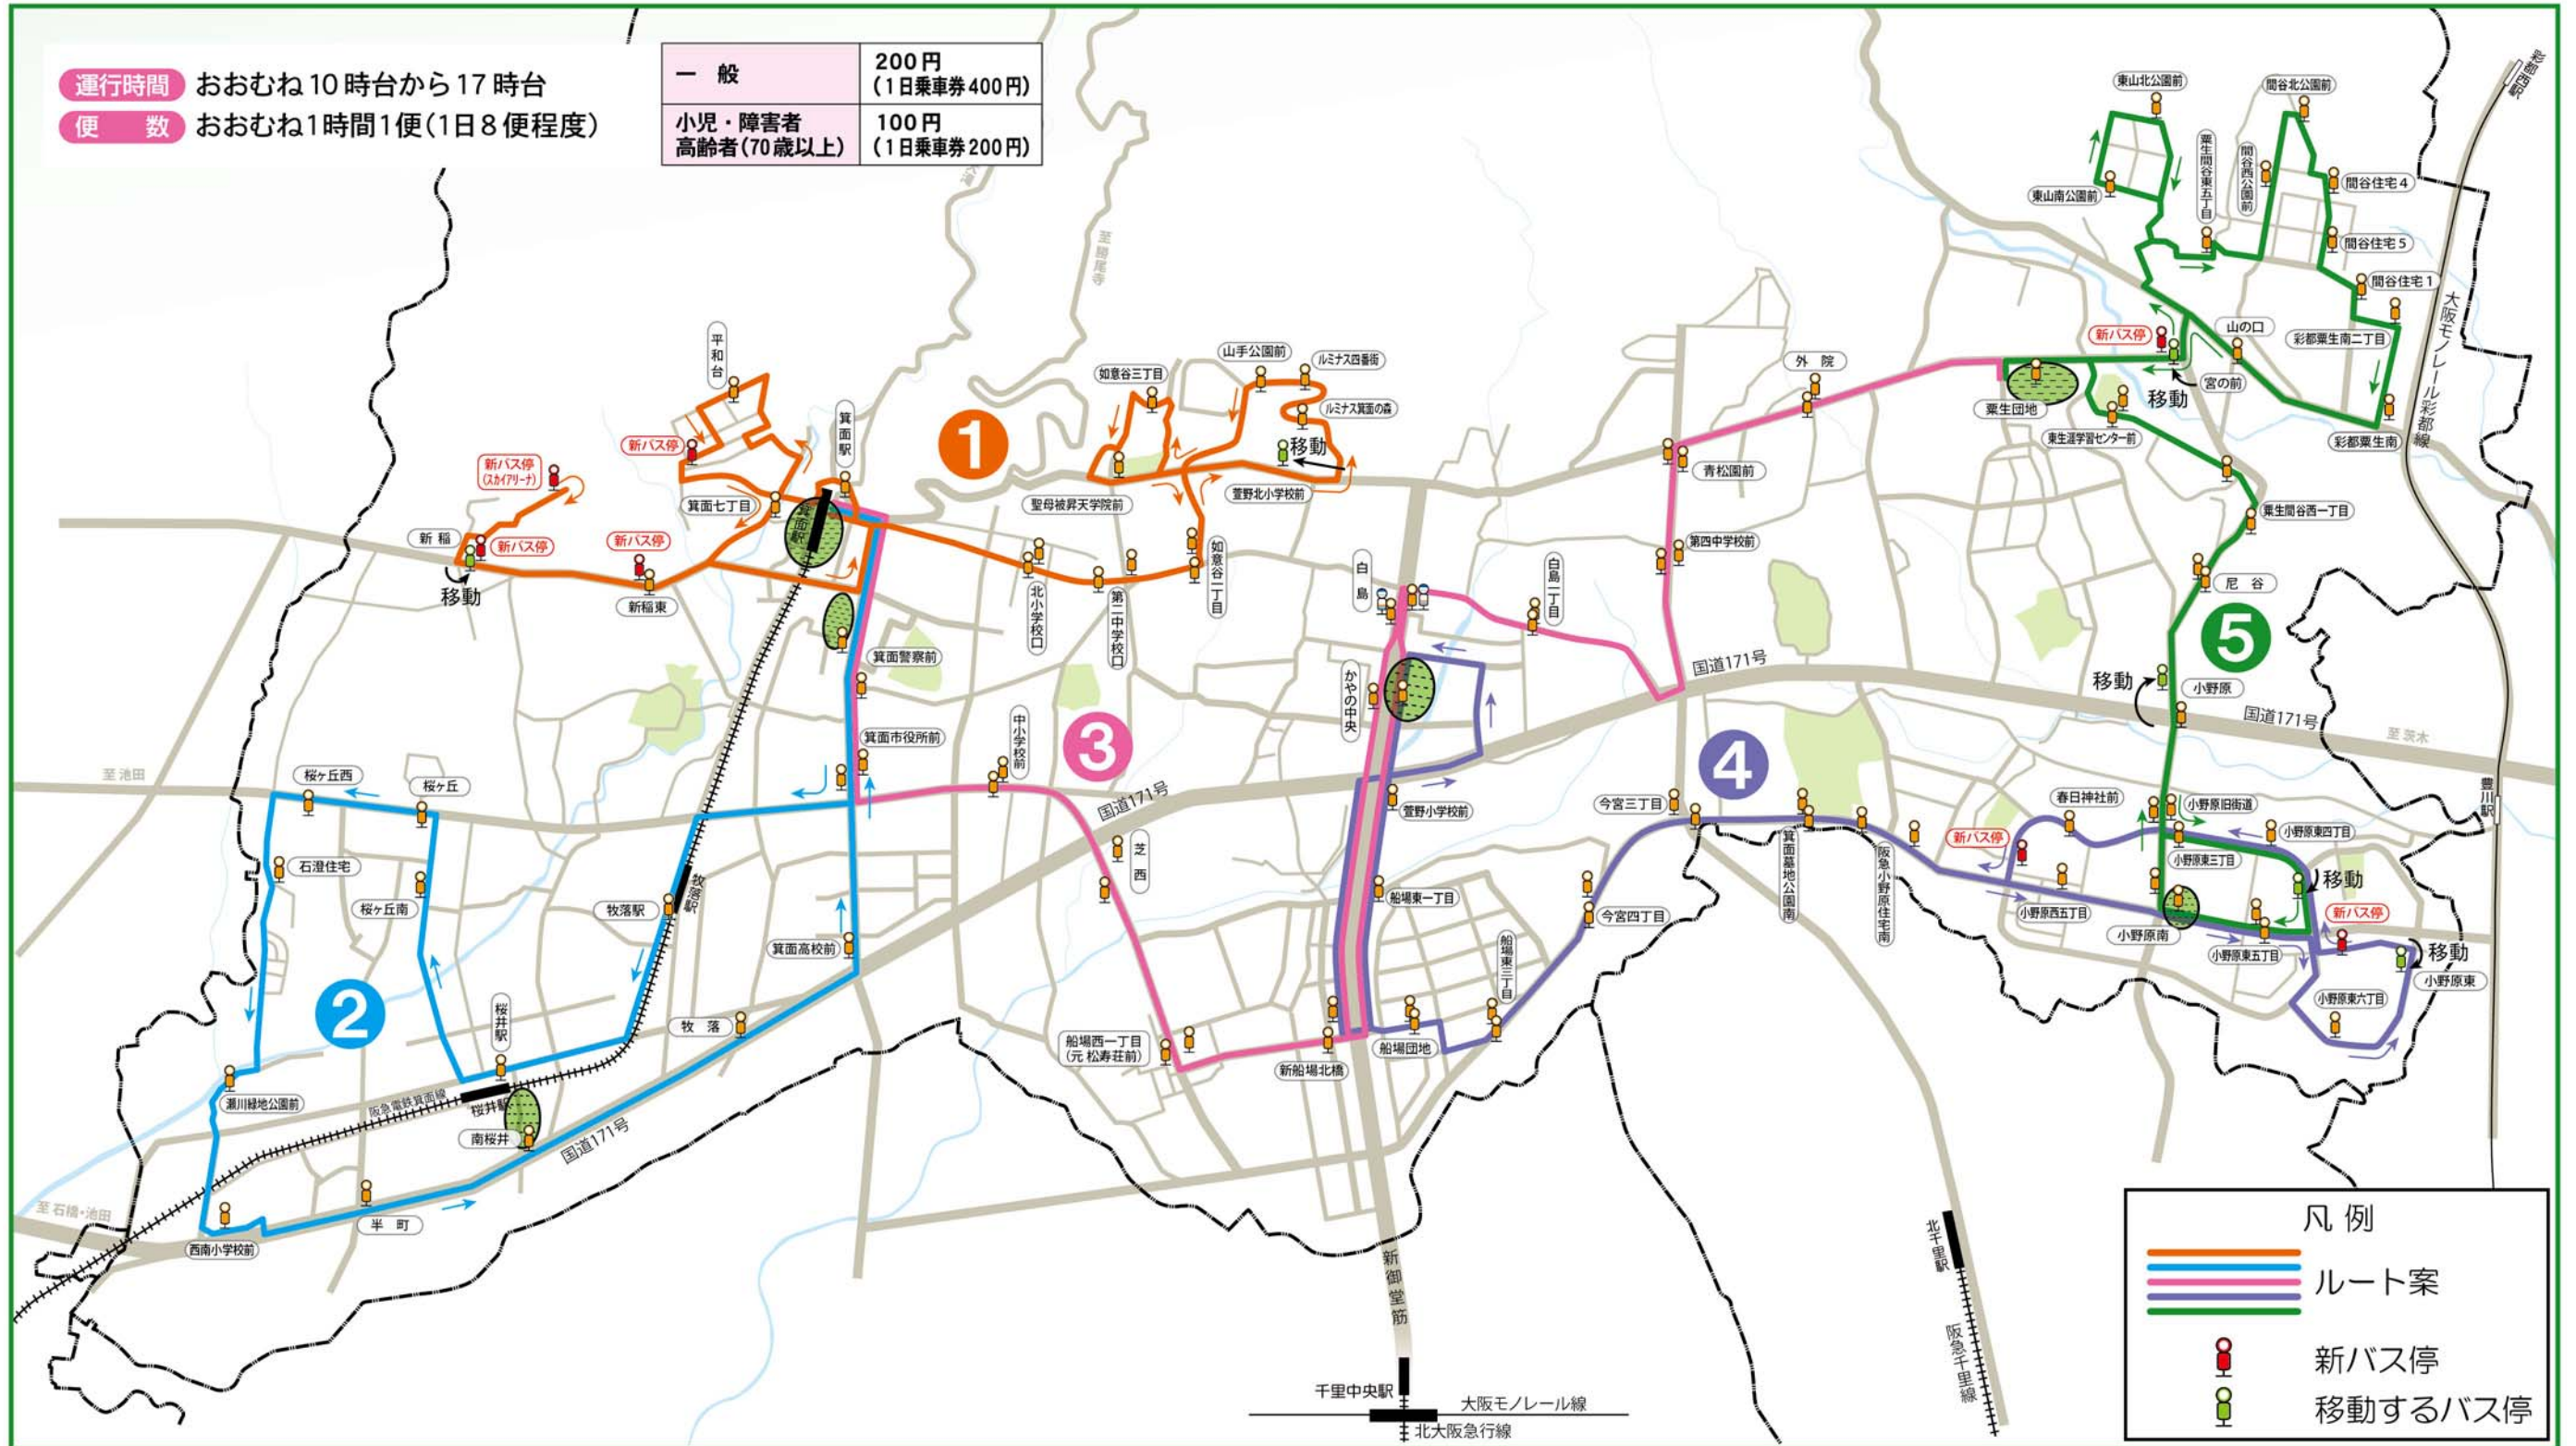 運行時間 おおむね10時台から17時台
便　数 おおむね1時間1便(1日8便程度)
一 般
200円
(1日乗車券400円)
小児・障害者
高齢者(70歳以上)
100円
(1日乗車券200円)
大滝
至勝尾寺
彩都西駅
東山北公園前
間谷北公園前
粟生間谷東五丁目
間谷西公園前
東山南公園前
間谷住宅4
間谷住宅5
間谷住宅1
大阪モノレール彩都線
新バス停
山の口
彩都粟生南二丁目
宮の前
移動
彩都粟生南
粟生団地
東生涯学習センター前
外 院
平和台
箕面駅
1
如意谷三丁目
山手公園前
ルミナス四番街
ルミナス箕面の森
移動
新バス停
新バス停
(スカイアリーナ)
箕面七丁目
箕面駅
聖母被昇天学院前
萱野北小学校前
青松園前
粟生間谷西一丁目
新稲
新バス停
移動
新バス停
新稲東
北小学校口
第二中学校口
如意谷一丁目
白島
白島一丁目
第四中学校前
尼 谷
5
箕面警察前
かやの中央
国道171号
移動
小野原
国道171号
至 茨木
箕面市役所前
中小学校前
3
国道171号
4
至 池田
桜ヶ丘西
桜ヶ丘
石澄住宅
桜ヶ丘南
牧落駅
牧落駅
箕面高校前
芝西
萱野小学校前
今宮三丁目
箕面墓地公園南
阪急小野原住宅南
新バス停
春日神社前
小野原旧街道
小野原東四丁目
小野原東三丁目
豊川駅
移動
新バス停
船場東一丁目
今宮四丁目
小野原西五丁目
小野原南
小野原東五丁目
移動
小野原東
小野原東六丁目
2
桜井駅
牧 落
船場西一丁目
(元 松寿荘前)
新船場北橋
船場団地
船場東三丁目
瀬川緑地公園前
阪急電鉄箕面線
桜井駅
南桜井
国道171号
至 石橋・池田
西南小学校前
半 町
新御堂筋
北千里駅
阪急千里線
千里中央駅
大阪モノレール線
北大阪急行線
凡 例
ルート案
新バス停
移動するバス停